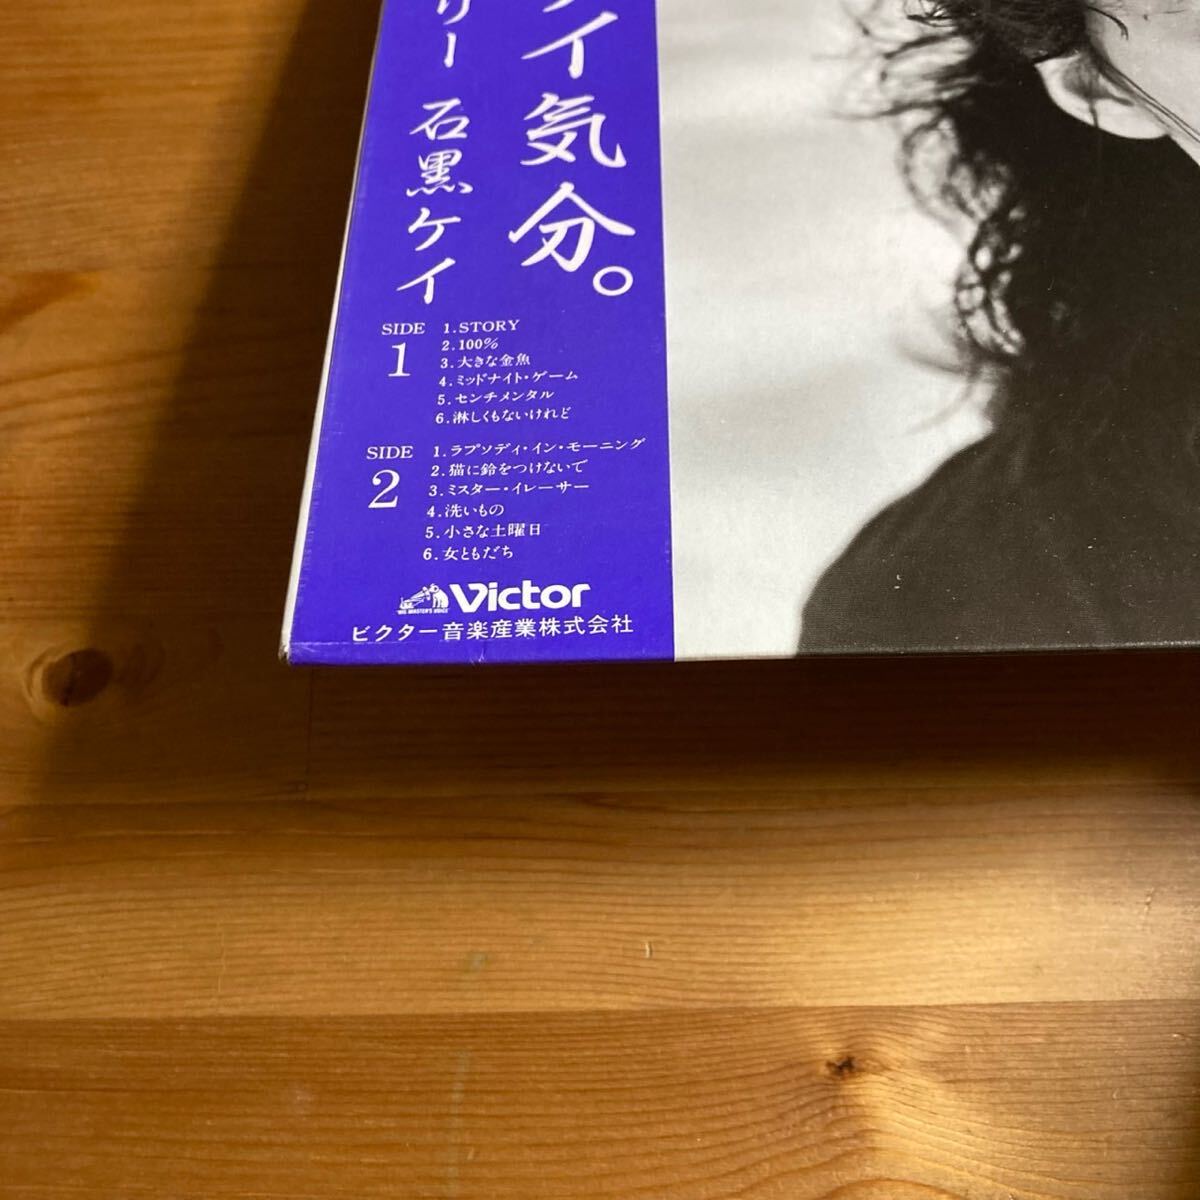 イ気分。
リー 石黒ケイ
SIDE 1
1.STORY
2.100%
3.大きな金魚
4.ミッドナイト・ゲーム
5.センチメンタル
6.淋しくもないけれど
SIDE 2
1.ラプソディ・イン・モーニング
2.猫に鈴をつけないで
3.ミスター・イレーサー
4.洗いもの
5.小さな土曜日
6.女ともだち
"HIS MASTER'S VOICE"
Victor
ビクター音楽産業株式会社